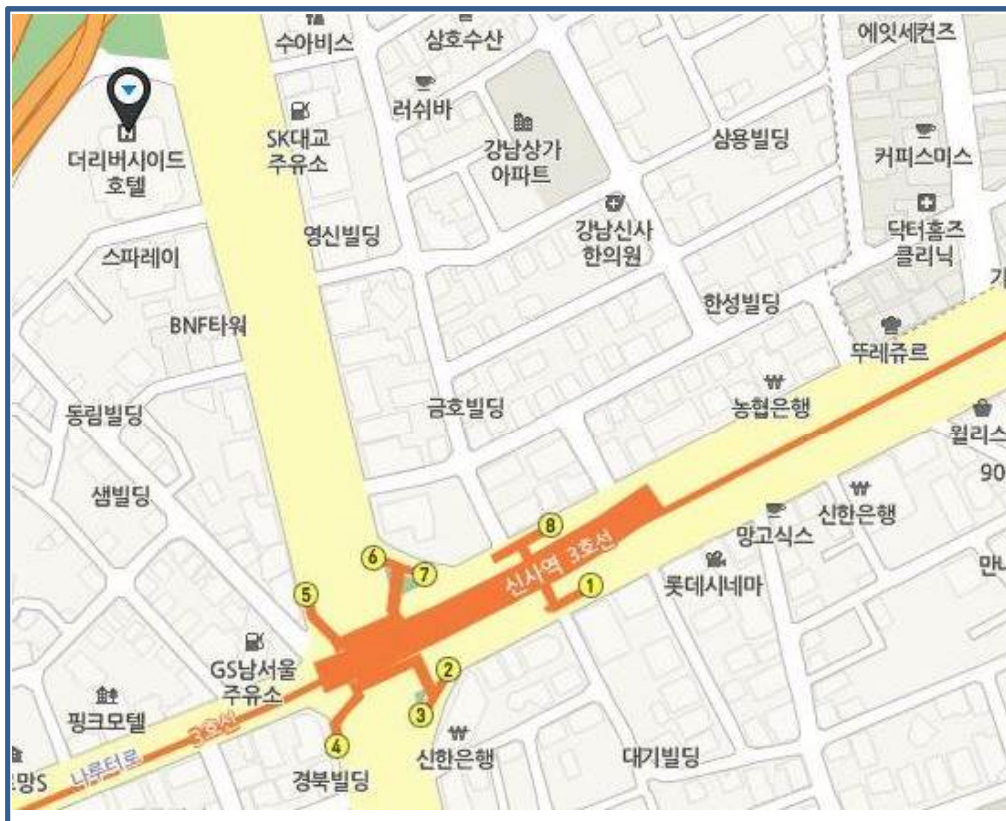 수아비스
삼호수산
에잇세컨즈
러쉬바
SK대교
주유소
강남상가
아파트
삼용빌딩
커피스미스
더리버사이드
호텔
강남신사
한의원
닥터홈즈
클리닉
영신빌딩
스파레이
한성빌딩
BNF타워
뚜레쥬르
농협은행
금호빌딩
동림빌딩
윌리스
90
샘빌딩
신한은행
망고식스
8
신사역 3호선
6
7
롯데시네마
만나
1
5
GS남서울
주유소
2
핑크모텔
3호선
3
4
신한은행
대기빌딩
나루터로
망S
경북빌딩